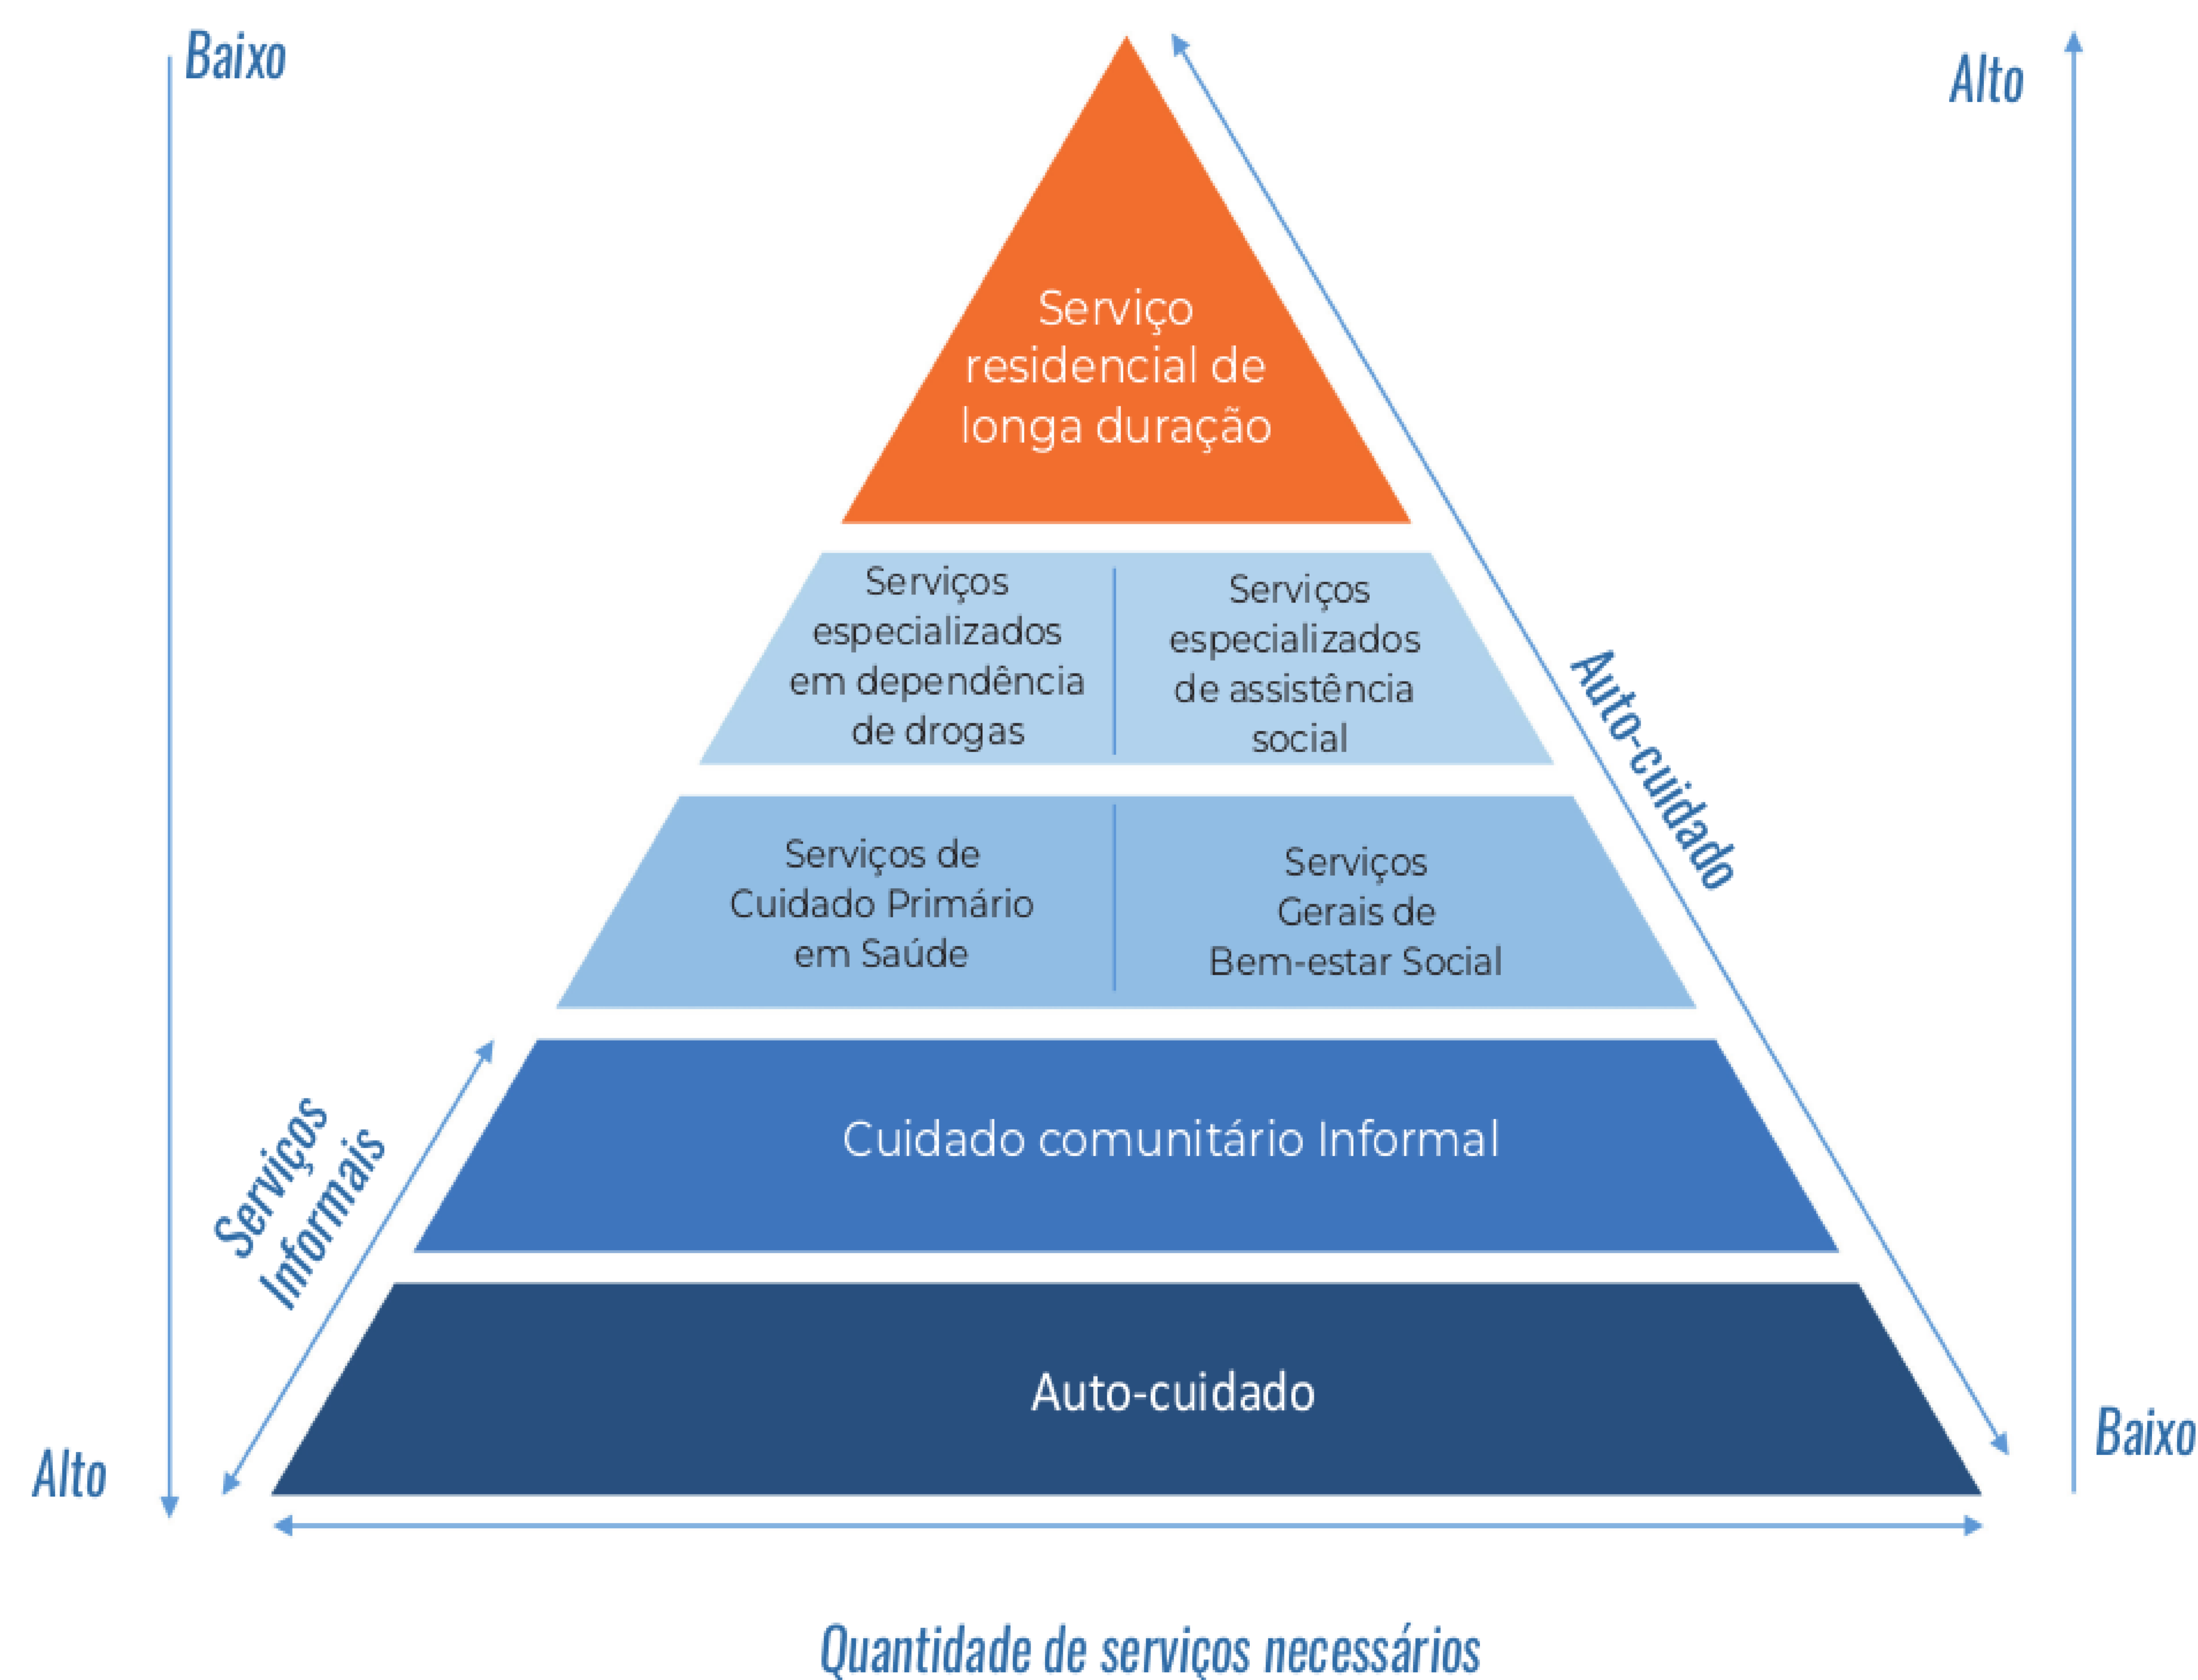 Baixo
Alto
Serviço
residencial de
longa duração
Serviços
especializados
em dependência
de drogas
Serviços
especializados
de assistência
social
Auto-cuidado
Serviços de
Cuidado Primário
em Saúde
Serviços
Gerais de
Bem-estar Social
Serviços
Informais
Cuidado comunitário Informal
Auto-cuidado
Alto
Baixo
Quantidade de serviços necessários